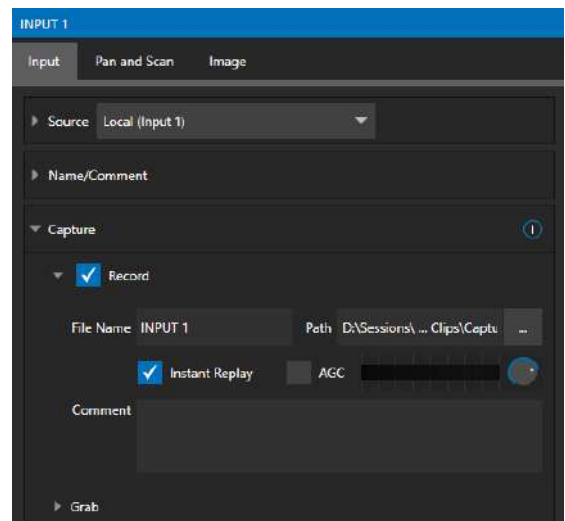 INPUT 1
Input Pan and Scan Image
Source Local (Input 1)
Name/Comment
Capture
Record
File Name INPUT 1 Path D:\Sessions\ ... Clips\Captu ...
Instant Replay AGC
Comment
Grab